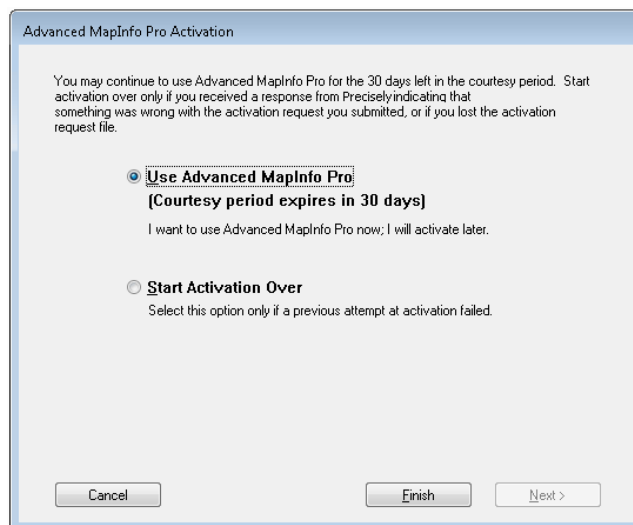 Advanced MapInfo Pro Activation
You may continue to use Advanced MapInfo Pro for the 30 days left in the courtesy period. Start
activation over only if you received a response from Precisely indicating that
something was wrong with the activation request you submitted, or if you lost the activation
request file.
Use Advanced MapInfo Pro
(Courtesy period expires in 30 days)
I want to use Advanced MapInfo Pro now; I will activate later.
Start Activation Over
Select this option only if a previous attempt at activation failed.
Cancel
Finish
Next >